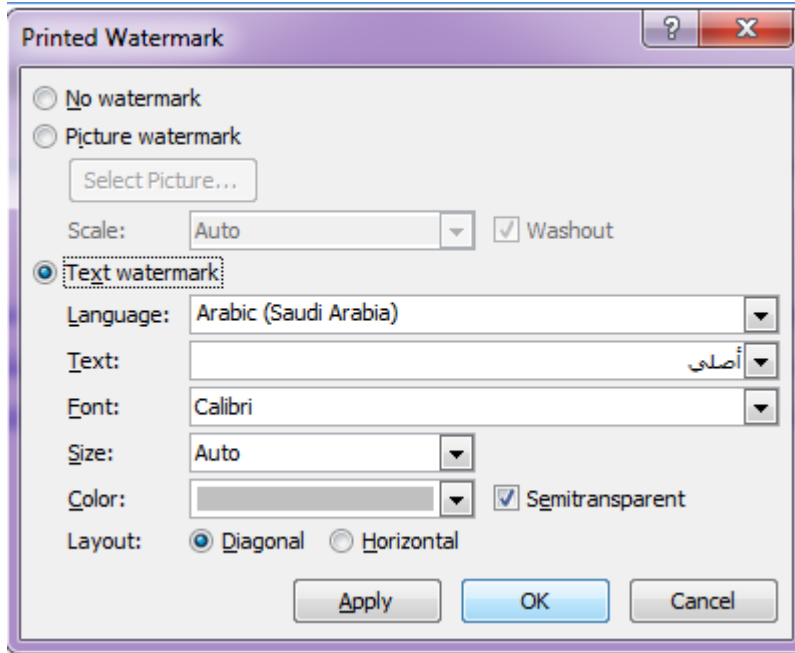 Printed Watermark
No watermark
Picture watermark
Select Picture...
Scale: Auto Washout
Text watermark
Language: Arabic (Saudi Arabia)
Text: أصلي
Font: Calibri
Size: Auto
Color: Semitransparent
Layout: Diagonal Horizontal
Apply OK Cancel